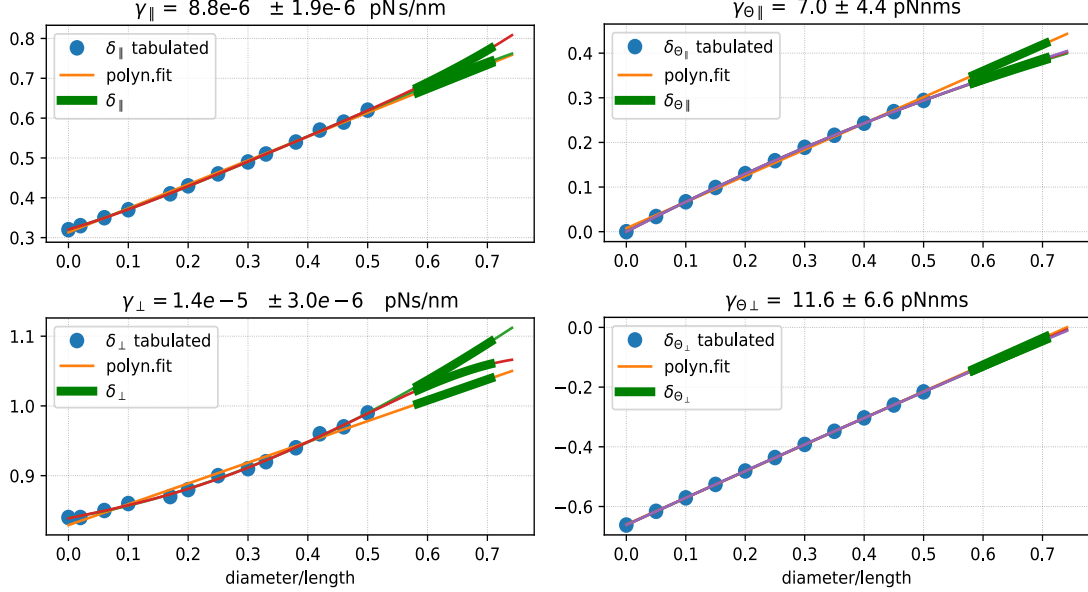 γ∥ = 8.8e-6 ± 1.9e-6 pNs/nm
0.8
0.7
0.6
0.5
0.4
0.3
δ∥ tabulated
polyn.fit
δ∥
0.0 0.1 0.2 0.3 0.4 0.5 0.6 0.7
γΘ∥ = 7.0 ± 4.4 pNnms
0.4
0.3
0.2
0.1
0.0
δΘ∥ tabulated
polyn.fit
δΘ∥
0.0 0.1 0.2 0.3 0.4 0.5 0.6 0.7
γ⊥ = 1.4e−5 ± 3.0e−6 pNs/nm
1.1
1.0
0.9
δ⊥ tabulated
polyn.fit
δ⊥
0.0 0.1 0.2 0.3 0.4 0.5 0.6 0.7
diameter/length
γΘ⊥ = 11.6 ± 6.6 pNnms
0.0
−0.2
−0.4
−0.6
δΘ⊥ tabulated
polyn.fit
δΘ⊥
0.0 0.1 0.2 0.3 0.4 0.5 0.6 0.7
diameter/length